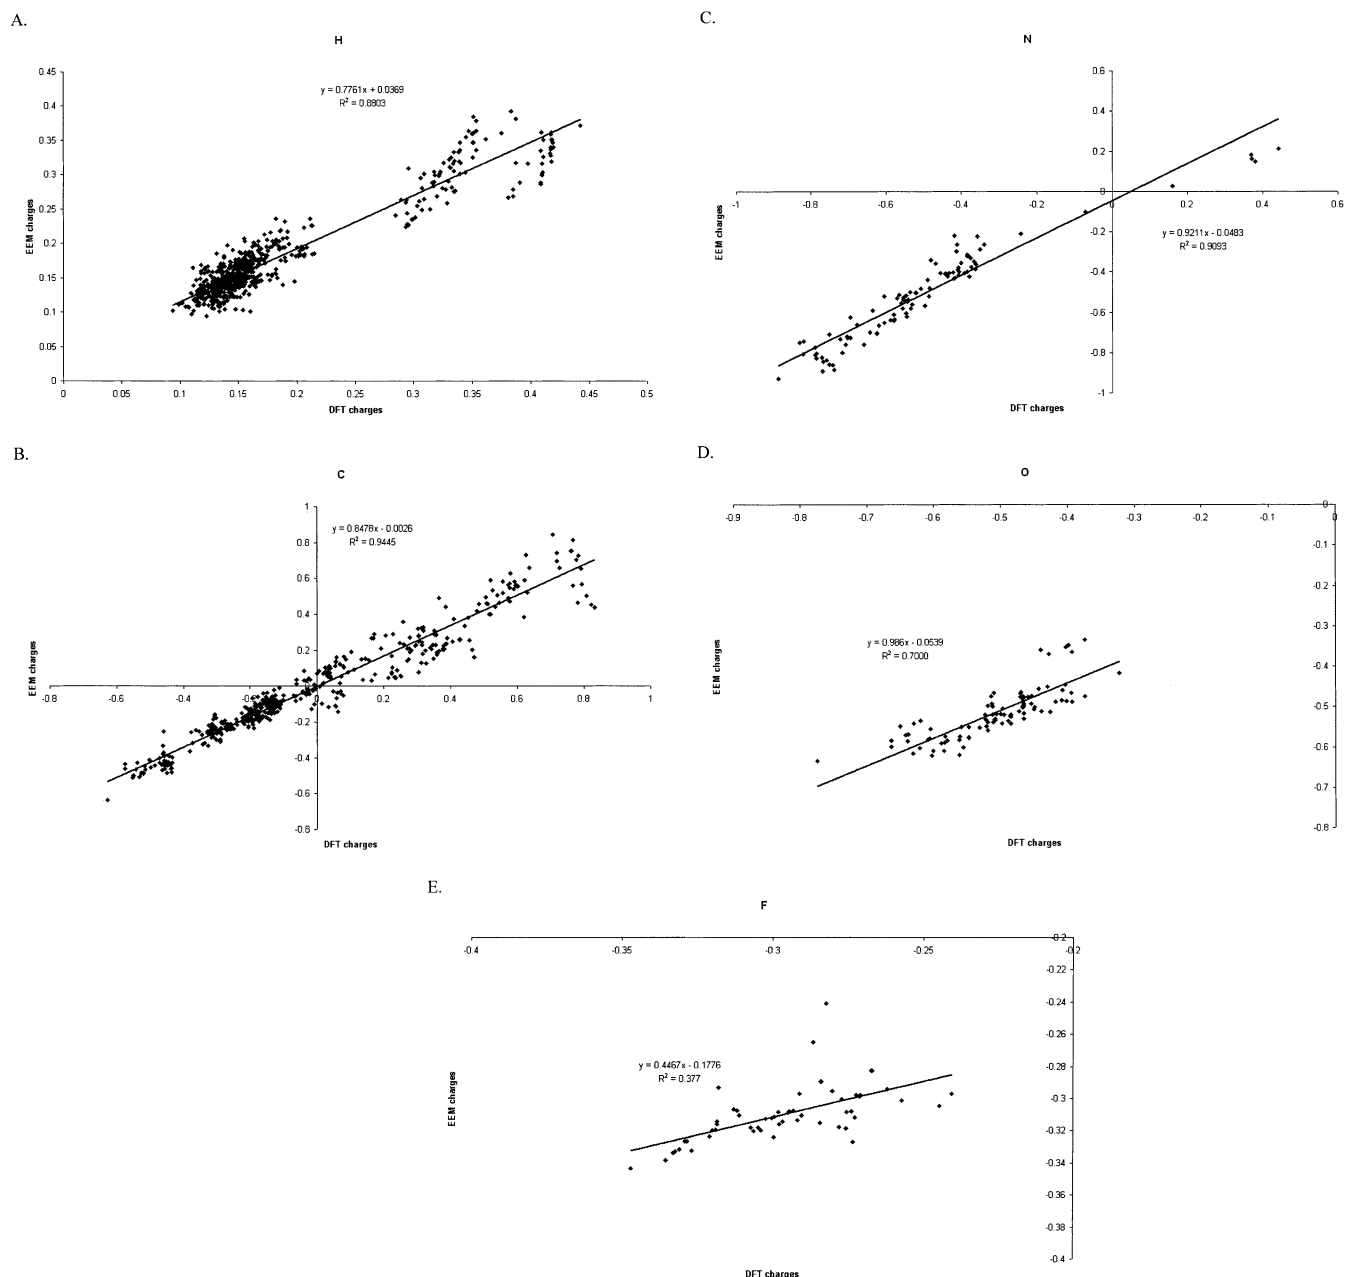 A.
H
0.45
0.4
0.35
0.3
0.25
0.2
0.15
0.1
0.05
0
y = 0.7761x + 0.0369
R² = 0.8803
EEM charges
0 0.05 0.1 0.15 0.2 0.25 0.3 0.35 0.4 0.45 0.5
DFT charges
B.
C
1
0.8
0.6
0.4
0.2
0
-0.2
-0.4
-0.6
-0.8
y = 0.8478x - 0.0026
R² = 0.9445
EEM charges
-0.8 -0.6 -0.4 -0.2 0 0.2 0.4 0.6 0.8 1
DFT charges
C.
N
0.6
0.4
0.2
0
-0.2
-0.4
-0.6
-0.8
-1
-1 -0.8 -0.6 -0.4 -0.2 0 0.2 0.4 0.6
y = 0.9211x - 0.0483
R² = 0.9093
EEM charges
DFT charges
D.
O
-0.9 -0.8 -0.7 -0.6 -0.5 -0.4 -0.3 -0.2 -0.1 0
0
-0.1
-0.2
-0.3
-0.4
-0.5
-0.6
-0.7
-0.8
y = 0.986x - 0.0539
R² = 0.7000
EEM charges
DFT charges
E.
F
-0.4 -0.35 -0.3 -0.25 -0.2
-0.2
-0.22
-0.24
-0.26
-0.28
-0.3
-0.32
-0.34
-0.36
-0.38
-0.4
y = 0.4467x - 0.1776
R² = 0.377
EEM charges
DFT charges